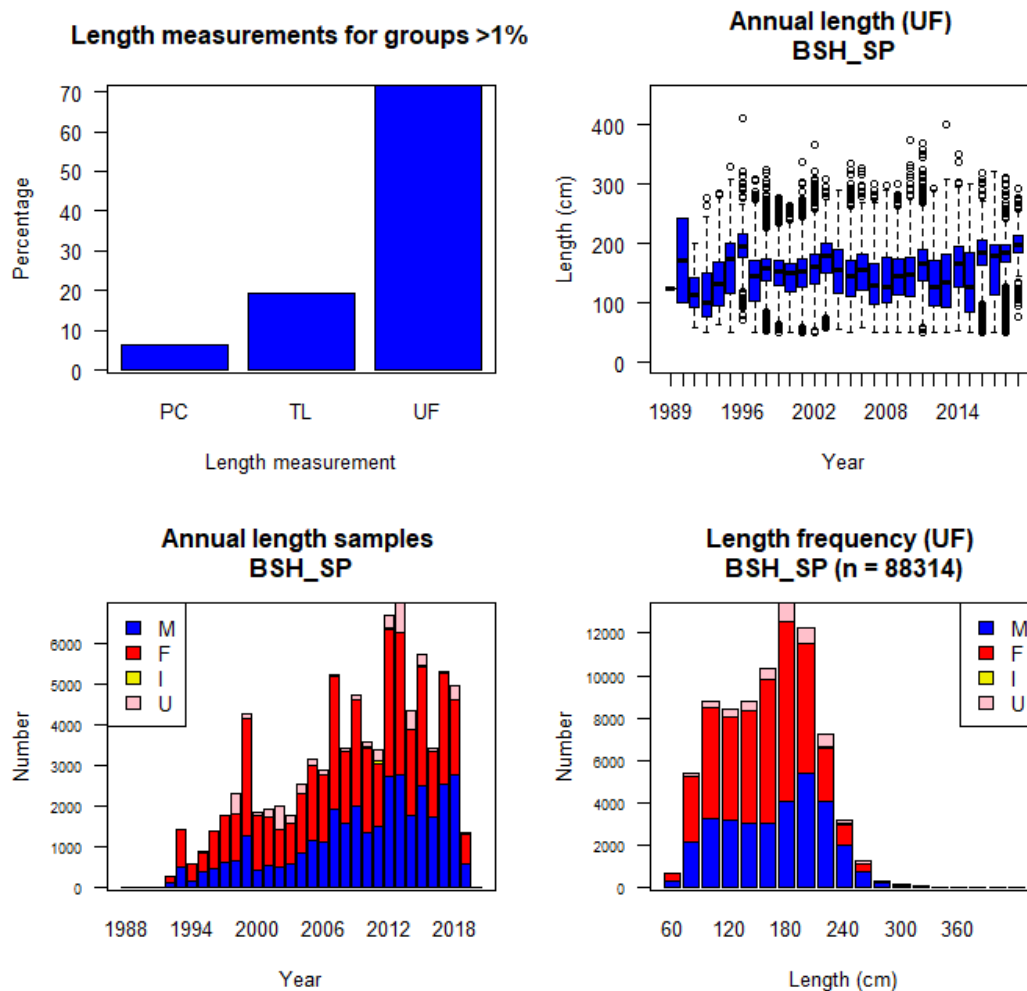 Length measurements for groups >1%
Percentage
70
60
50
40
30
20
10
0
PC TL UF
Length measurement
Annual length (UF)
BSH_SP
Length (cm)
400
300
200
100
0
1989 1996 2002 2008 2014
Year
Annual length samples
BSH_SP
M
F
I
U
Number
6000
5000
4000
3000
2000
1000
0
1988 1994 2000 2006 2012 2018
Year
Length frequency (UF)
BSH_SP (n = 88314)
M
F
I
U
Number
12000
10000
8000
6000
4000
2000
0
60 120 180 240 300 360
Length (cm)